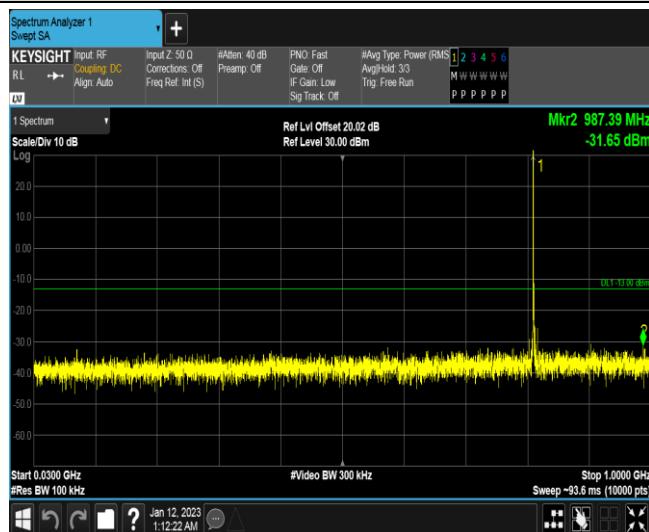 Spectrum Analyzer 1
Swept SA
KEYSIGHT
RL
LXI
Input: RF
Coupling: DC
Align: Auto
Input Z: 50 Ω
Corrections: Off
Freq Ref: Int (S)
#Atten: 40 dB
Preamp: Off
PNO: Fast
Gate: Off
IF Gain: Low
Sig Track: Off
#Avg Type: Power (RMS
Avg|Hold: 3/3
Trig: Free Run
1 2 3 4 5 6
M W W W W W
P P P P P P
1 Spectrum
Scale/Div 10 dB
Log
Ref Lvl Offset 20.02 dB
Ref Level 30.00 dBm
Mkr2 987.39 MHz
-31.65 dBm
1
20.0
10.0
0.00
-10.0
DL1 -13.00 dBm
-20.0
-30.0
-40.0
-50.0
-60.0
Start 0.0300 GHz
#Res BW 100 kHz
#Video BW 300 kHz
Stop 1.0000 GHz
Sweep ~93.6 ms (10000 pts)
?
Jan 12, 2023
1:12:22 AM